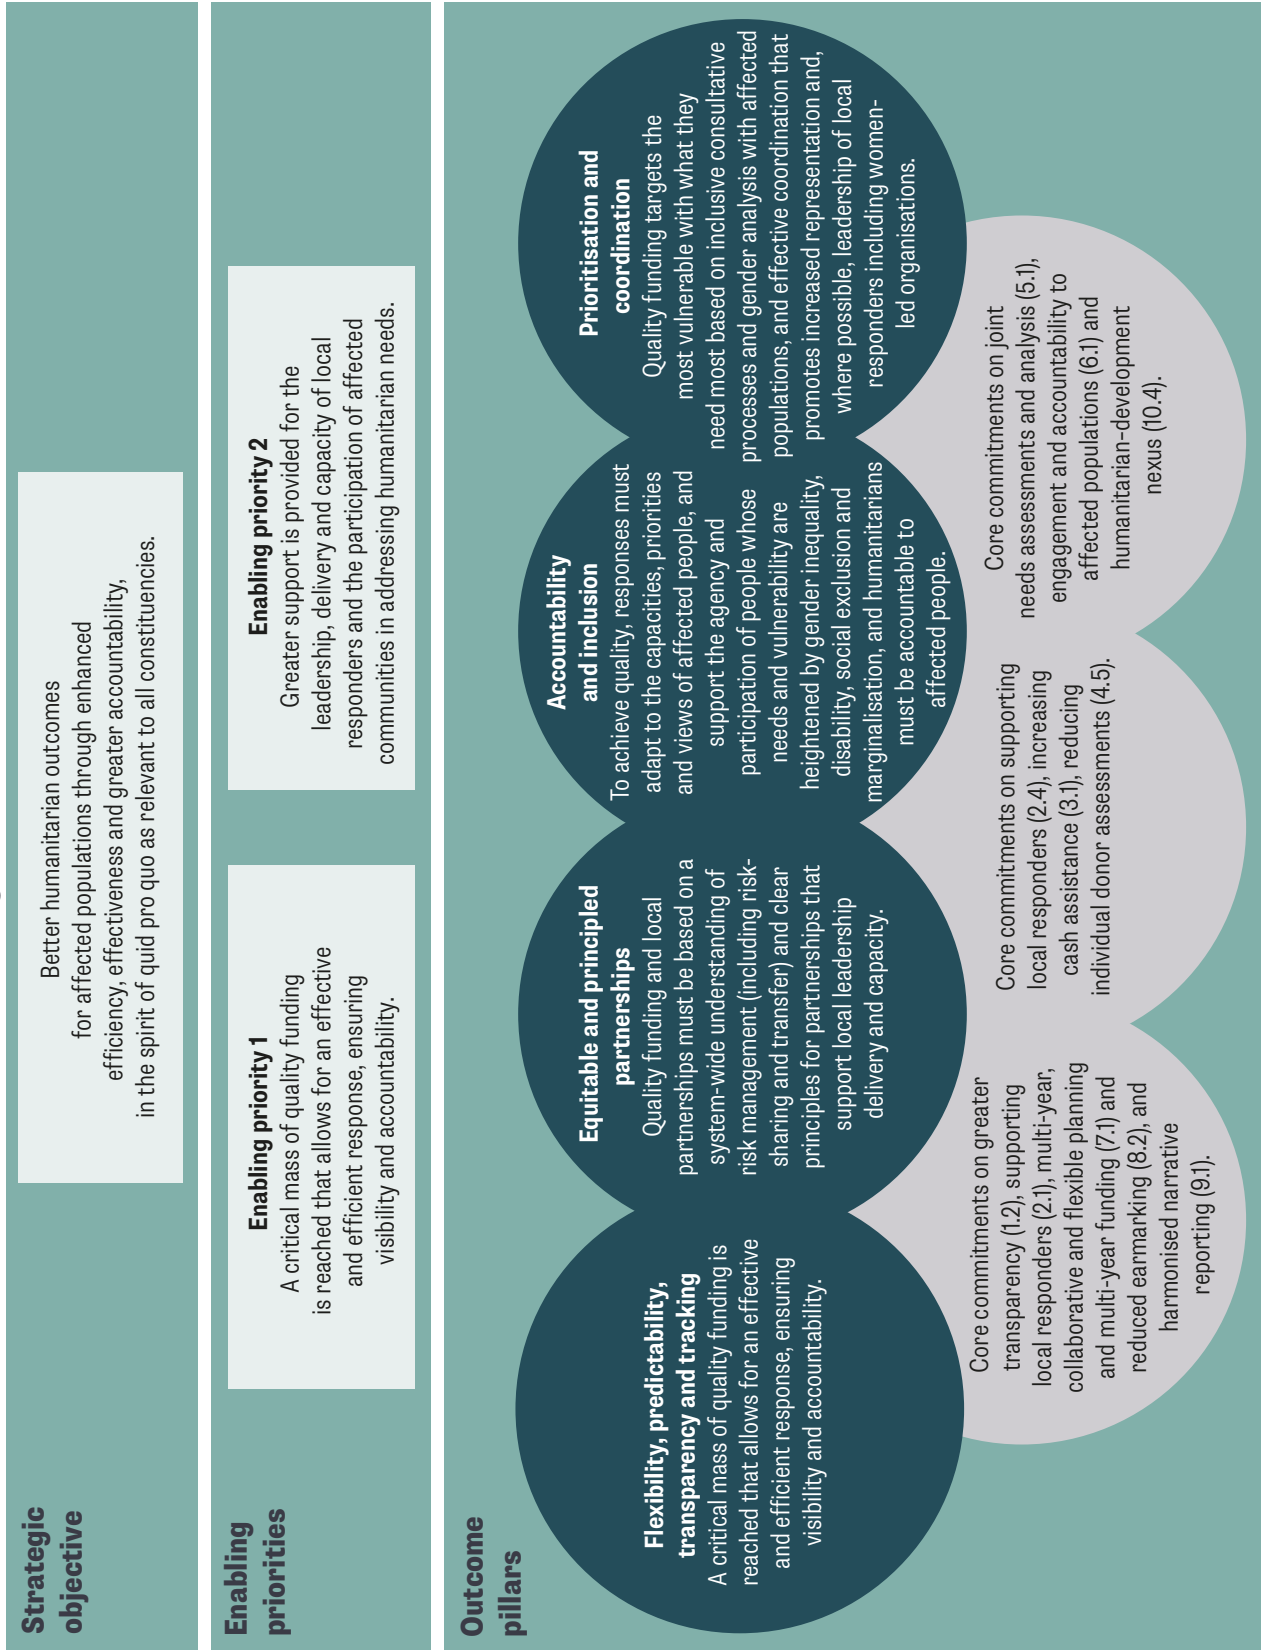 Strategic
objective
Better humanitarian outcomes
for affected populations through enhanced
efficiency, effectiveness and greater accountability,
in the spirit of quid pro quo as relevant to all constituencies.
Enabling
priorities
Enabling priority 1
A critical mass of quality funding
is reached that allows for an effective
and efficient response, ensuring
visibility and accountability.
Enabling priority 2
Greater support is provided for the
leadership, delivery and capacity of local
responders and the participation of affected
communities in addressing humanitarian needs.
Outcome
pillars
Flexibility, predictability,
transparency and tracking
A critical mass of quality funding is
reached that allows for an effective
and efficient response, ensuring
visibility and accountability.
Equitable and principled
partnerships
Quality funding and local
partnerships must be based on a
system-wide understanding of
risk management (including risk-
sharing and transfer) and clear
principles for partnerships that
support local leadership
delivery and capacity.
Accountability
and inclusion
To achieve quality, responses must
adapt to the capacities, priorities
and views of affected people, and
support the agency and
participation of people whose
needs and vulnerability are
heightened by gender inequality,
disability, social exclusion and
marginalisation, and humanitarians
must be accountable to
affected people.
Prioritisation and
coordination
Quality funding targets the
most vulnerable with what they
need most based on inclusive consultative
processes and gender analysis with affected
populations, and effective coordination that
promotes increased representation and,
where possible, leadership of local
responders including women-
led organisations.
Core commitments on greater
transparency (1.2), supporting
local responders (2.1), multi-year,
collaborative and flexible planning
and multi-year funding (7.1) and
reduced earmarking (8.2), and
harmonised narrative
reporting (9.1).
Core commitments on supporting
local responders (2.4), increasing
cash assistance (3.1), reducing
individual donor assessments (4.5).
Core commitments on joint
needs assessments and analysis (5.1),
engagement and accountability to
affected populations (6.1) and
humanitarian-development
nexus (10.4).